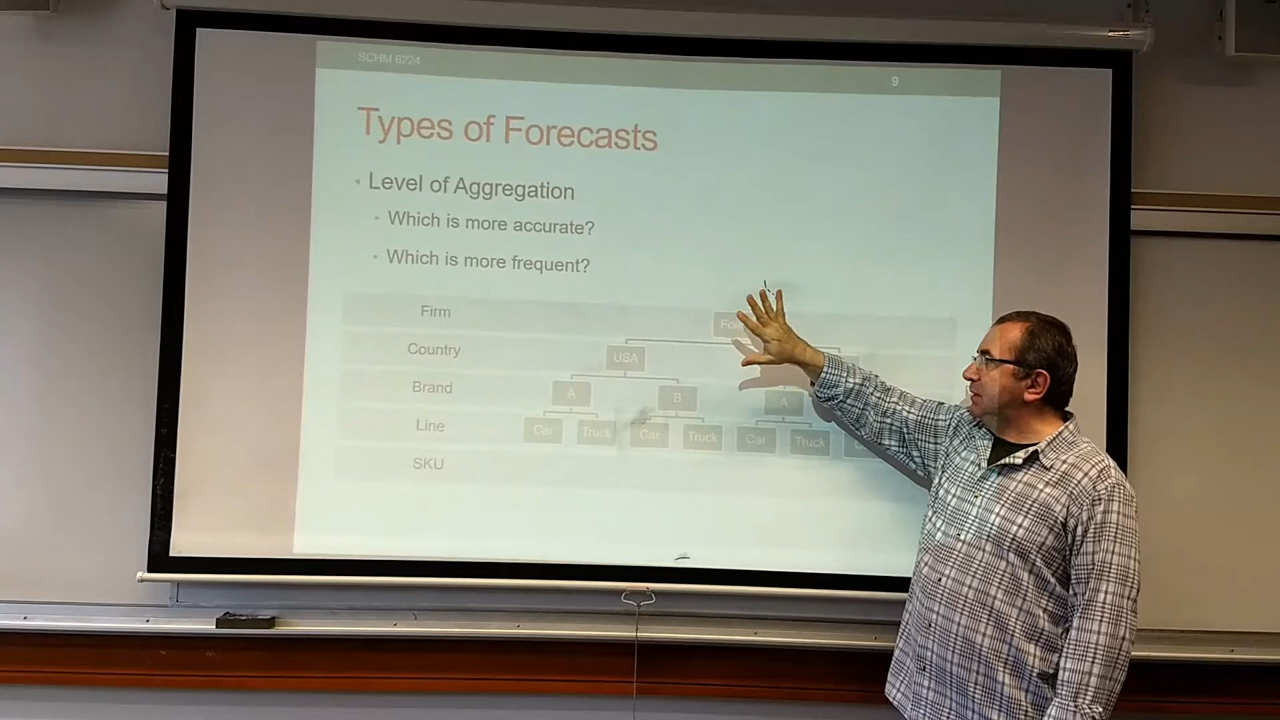 SCHM 6224
9
Types of Forecasts
• Level of Aggregation
• Which is more accurate?
• Which is more frequent?
Firm
Country
USA
Brand
A B A
Line
Car Truck Car Truck Car Truck
SKU